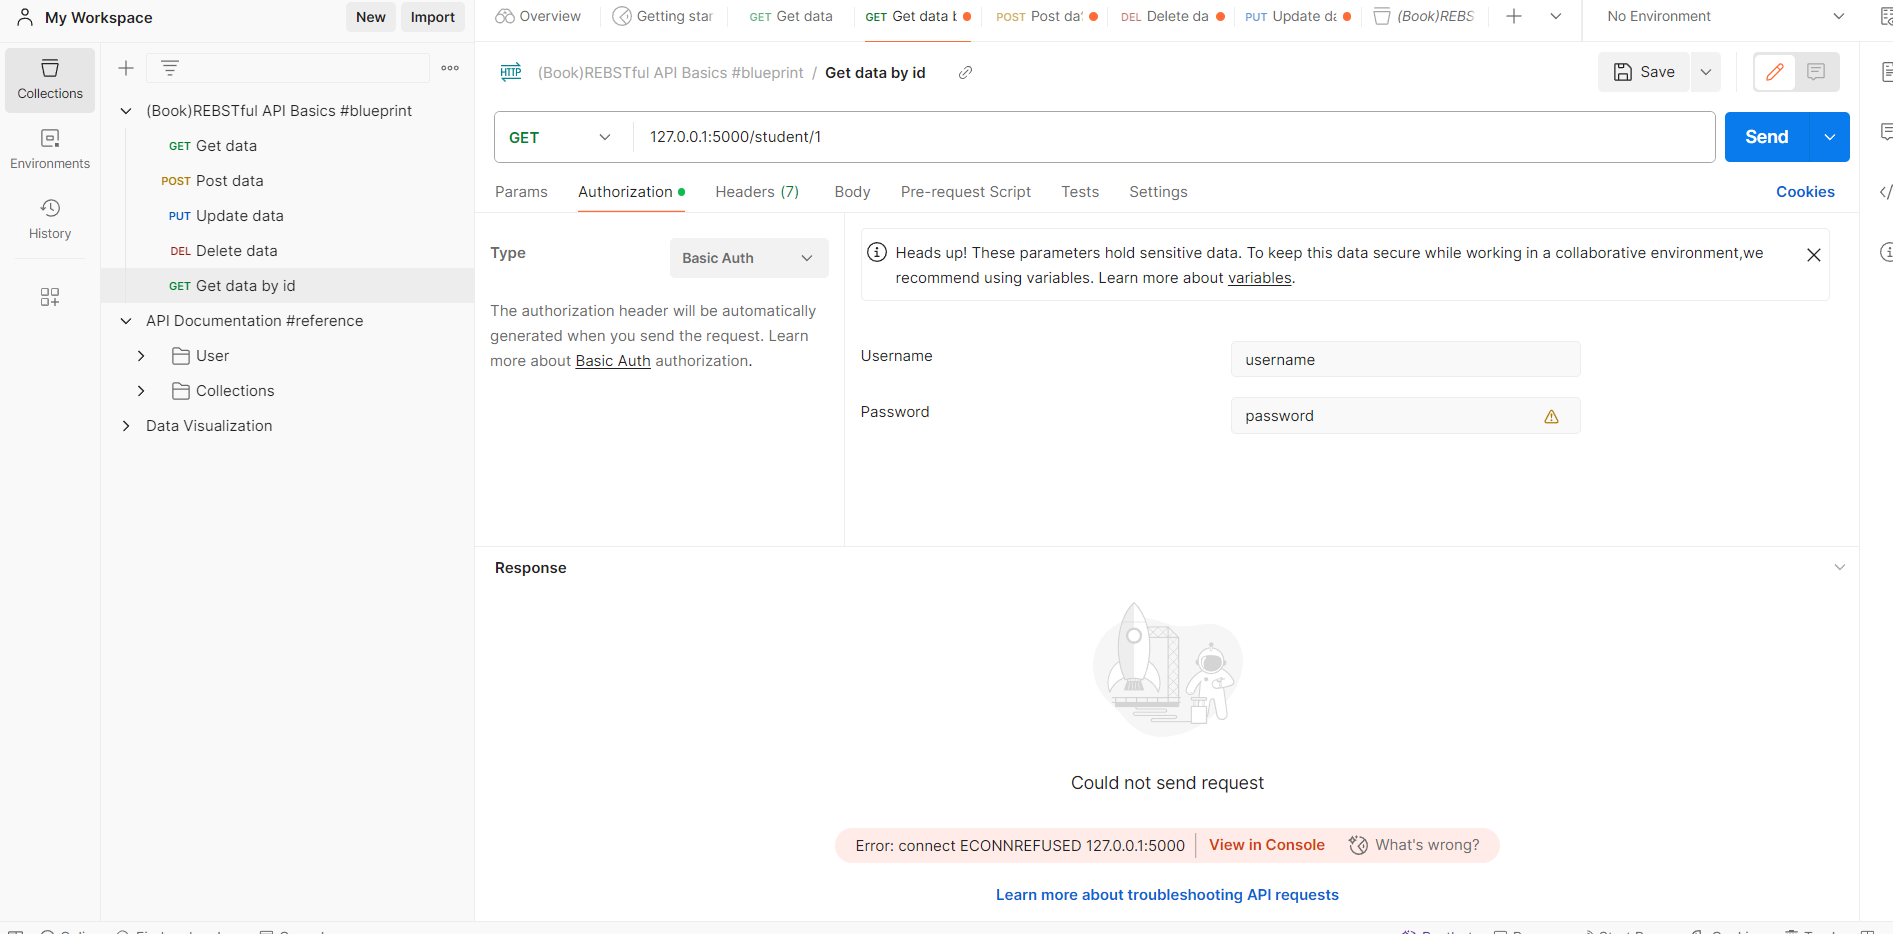 My Workspace
New
Import
Overview
Getting star
GET Get data
GET Get data b
POST Post da
DEL Delete da
PUT Update da
(Book)REBS
No Environment
Collections
Environments
History
(Book)REBSTful API Basics #blueprint
GET Get data
POST Post data
PUT Update data
DEL Delete data
GET Get data by id
API Documentation #reference
User
Collections
Data Visualization
HTTP (Book)REBSTful API Basics #blueprint / Get data by id
Save
GET 127.0.0.1:5000/student/1
Send
Params Authorization Headers (7) Body Pre-request Script Tests Settings
Cookies
Type
Basic Auth
The authorization header will be automatically
generated when you send the request. Learn
more about Basic Auth authorization.
Heads up! These parameters hold sensitive data. To keep this data secure while working in a collaborative environment,we
recommend using variables. Learn more about variables.
Username
username
Password
password
Response
Could not send request
Error: connect ECONNREFUSED 127.0.0.1:5000 View in Console What's wrong?
Learn more about troubleshooting API requests